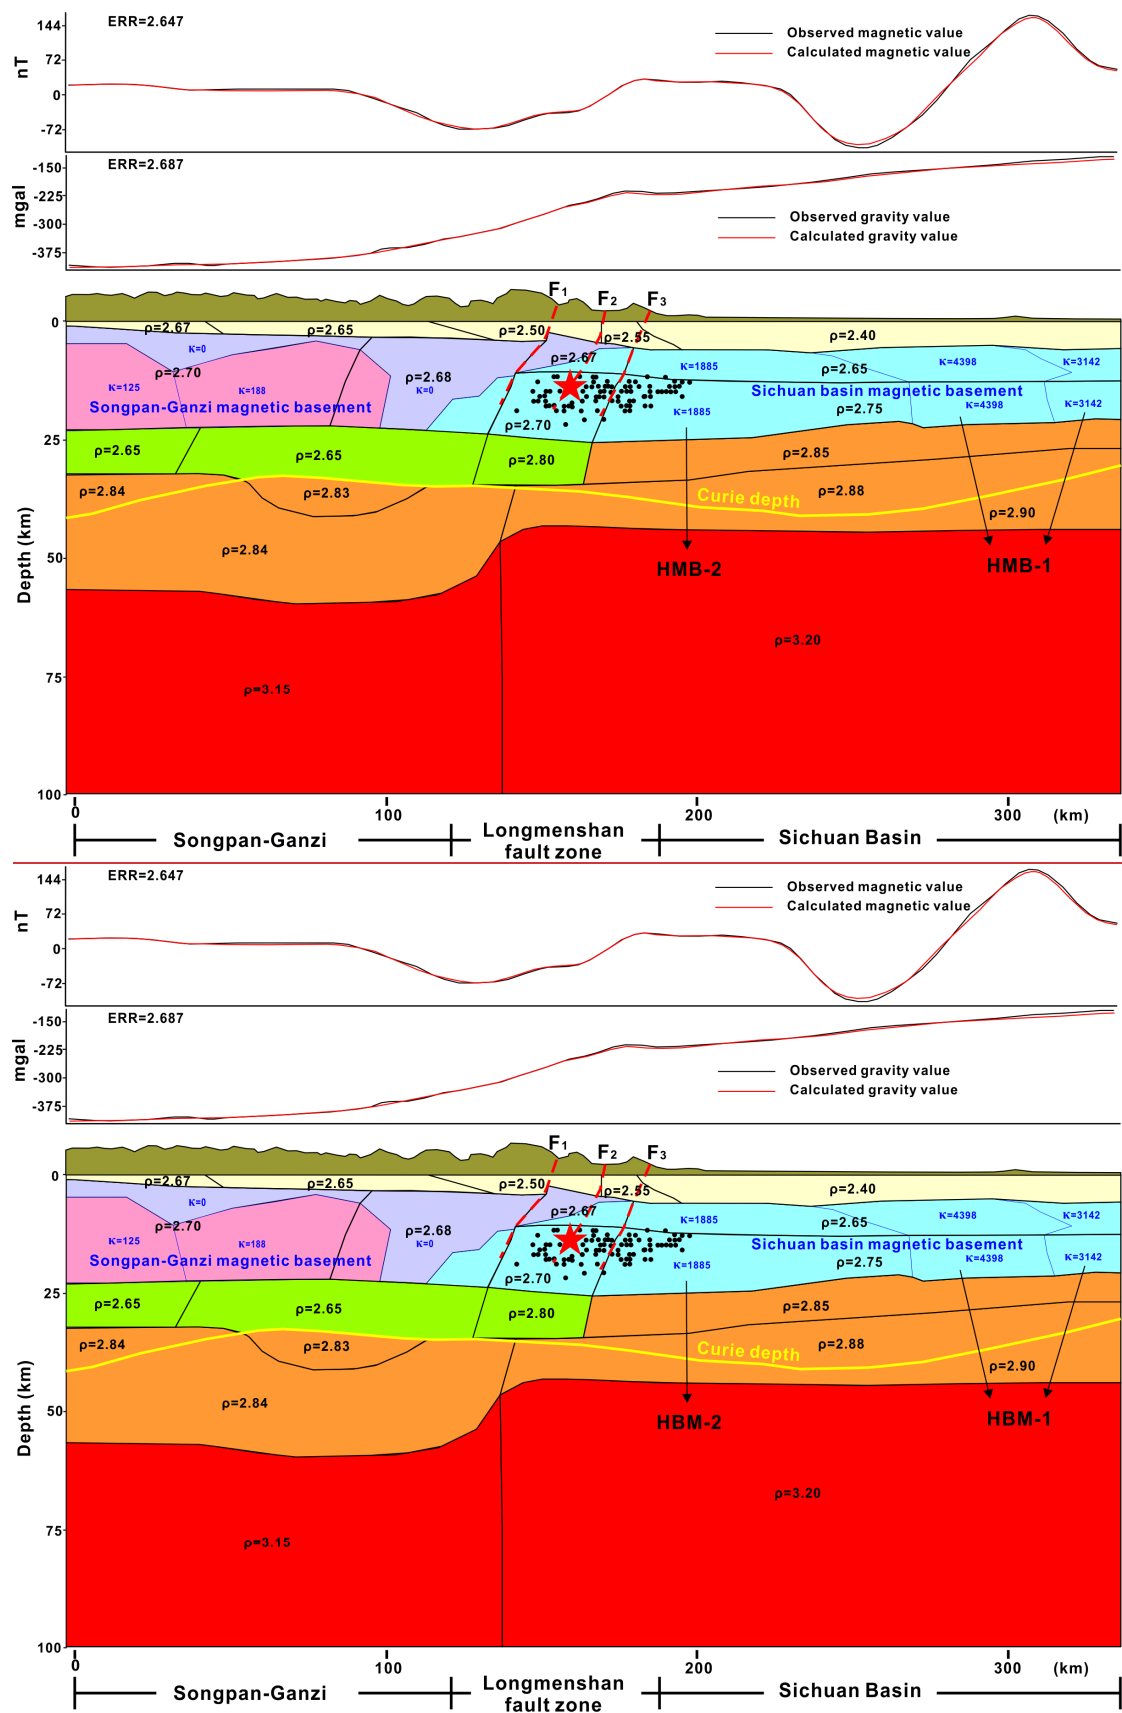 ERR=2.647
144
72
0
-72
nT
Observed magnetic value
Calculated magnetic value
ERR=2.687
-150
-225
-300
-375
mgal
Observed gravity value
Calculated gravity value
F1
F2
F3
0
25
50
75
100
Depth (km)
ρ=2.67
ρ=2.65
ρ=2.50
ρ=2.55
ρ=2.40
κ=0
ρ=2.67
κ=1885
ρ=2.65
κ=4398
κ=3142
ρ=2.70
κ=125
κ=188
ρ=2.68
κ=0
Sichuan basin magnetic basement
Songpan-Ganzi magnetic basement
κ=1885
ρ=2.75
κ=4398
κ=3142
ρ=2.70
ρ=2.65
ρ=2.65
ρ=2.80
ρ=2.85
ρ=2.84
ρ=2.83
Curie depth
ρ=2.88
ρ=2.90
ρ=2.84
HMB-2
HMB-1
ρ=3.20
ρ=3.15
0
100
200
300
(km)
Songpan-Ganzi
Longmenshan
fault zone
Sichuan Basin
ERR=2.647
144
72
0
-72
nT
Observed magnetic value
Calculated magnetic value
ERR=2.687
-150
-225
-300
-375
mgal
Observed gravity value
Calculated gravity value
F1
F2
F3
0
25
50
75
100
Depth (km)
ρ=2.67
ρ=2.65
ρ=2.50
ρ=2.55
ρ=2.40
κ=0
ρ=2.67
κ=1885
ρ=2.65
κ=4398
κ=3142
ρ=2.70
κ=125
κ=188
ρ=2.68
κ=0
Sichuan basin magnetic basement
Songpan-Ganzi magnetic basement
κ=1885
ρ=2.75
κ=4398
κ=3142
ρ=2.70
ρ=2.65
ρ=2.65
ρ=2.80
ρ=2.85
ρ=2.84
ρ=2.83
Curie depth
ρ=2.88
ρ=2.90
ρ=2.84
HBM-2
HBM-1
ρ=3.20
ρ=3.15
0
100
200
300
(km)
Songpan-Ganzi
Longmenshan
fault zone
Sichuan Basin